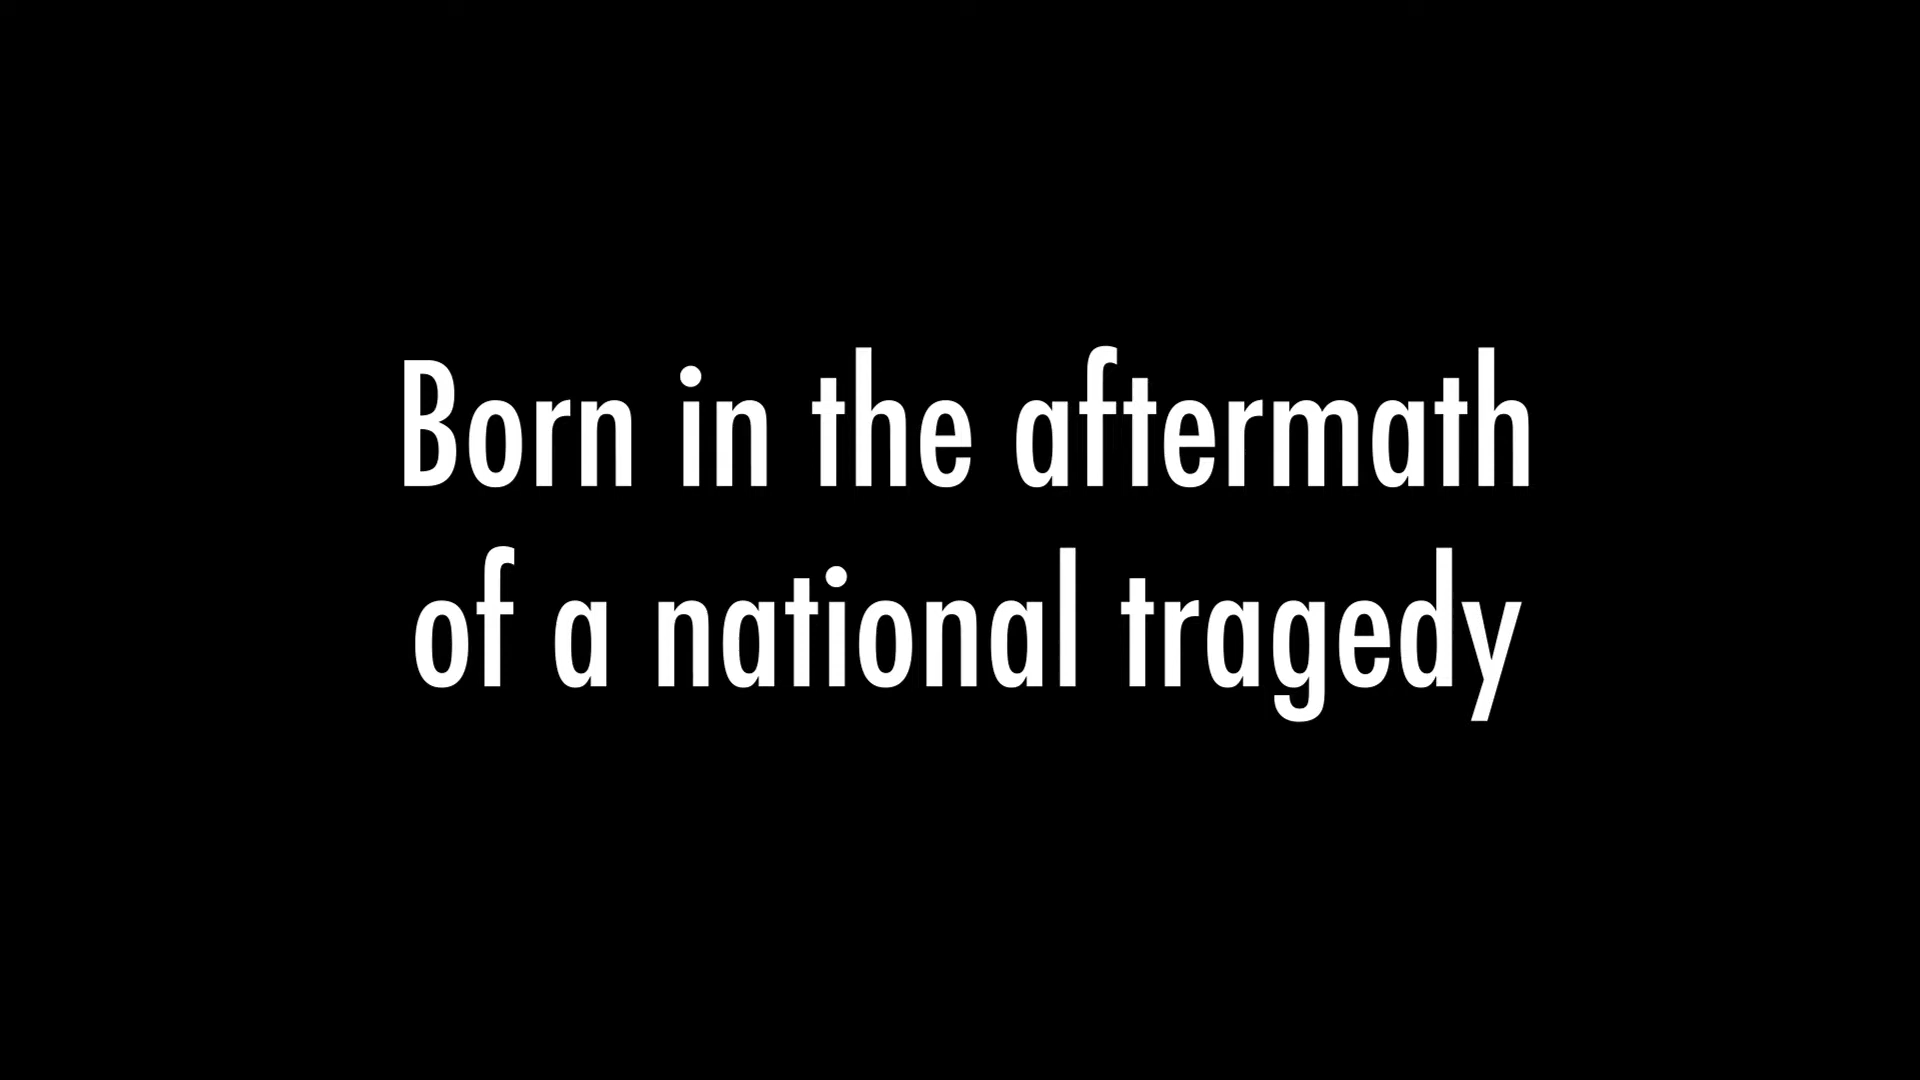 Born in the aftermath
of a national tragedy